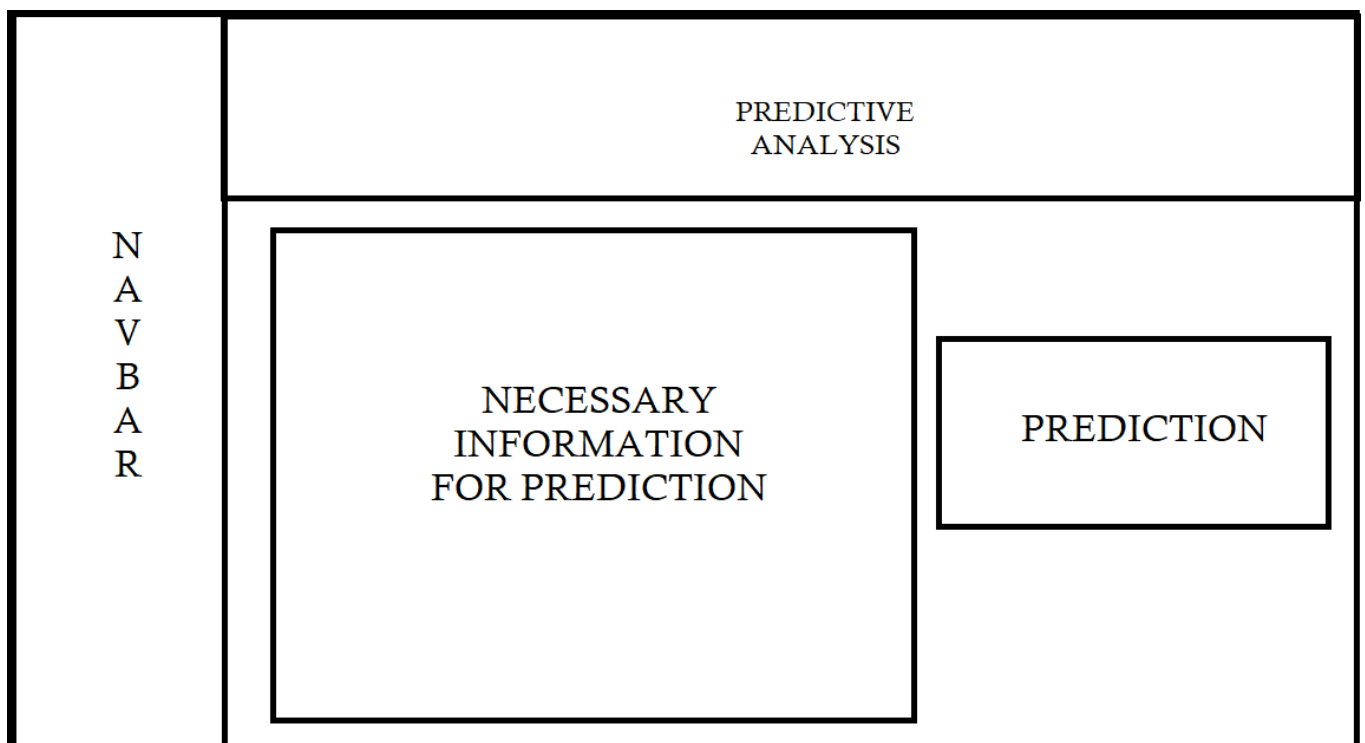 PREDICTIVE
ANALYSIS
N
A
V
B
A
R
NECESSARY
INFORMATION
FOR PREDICTION
PREDICTION